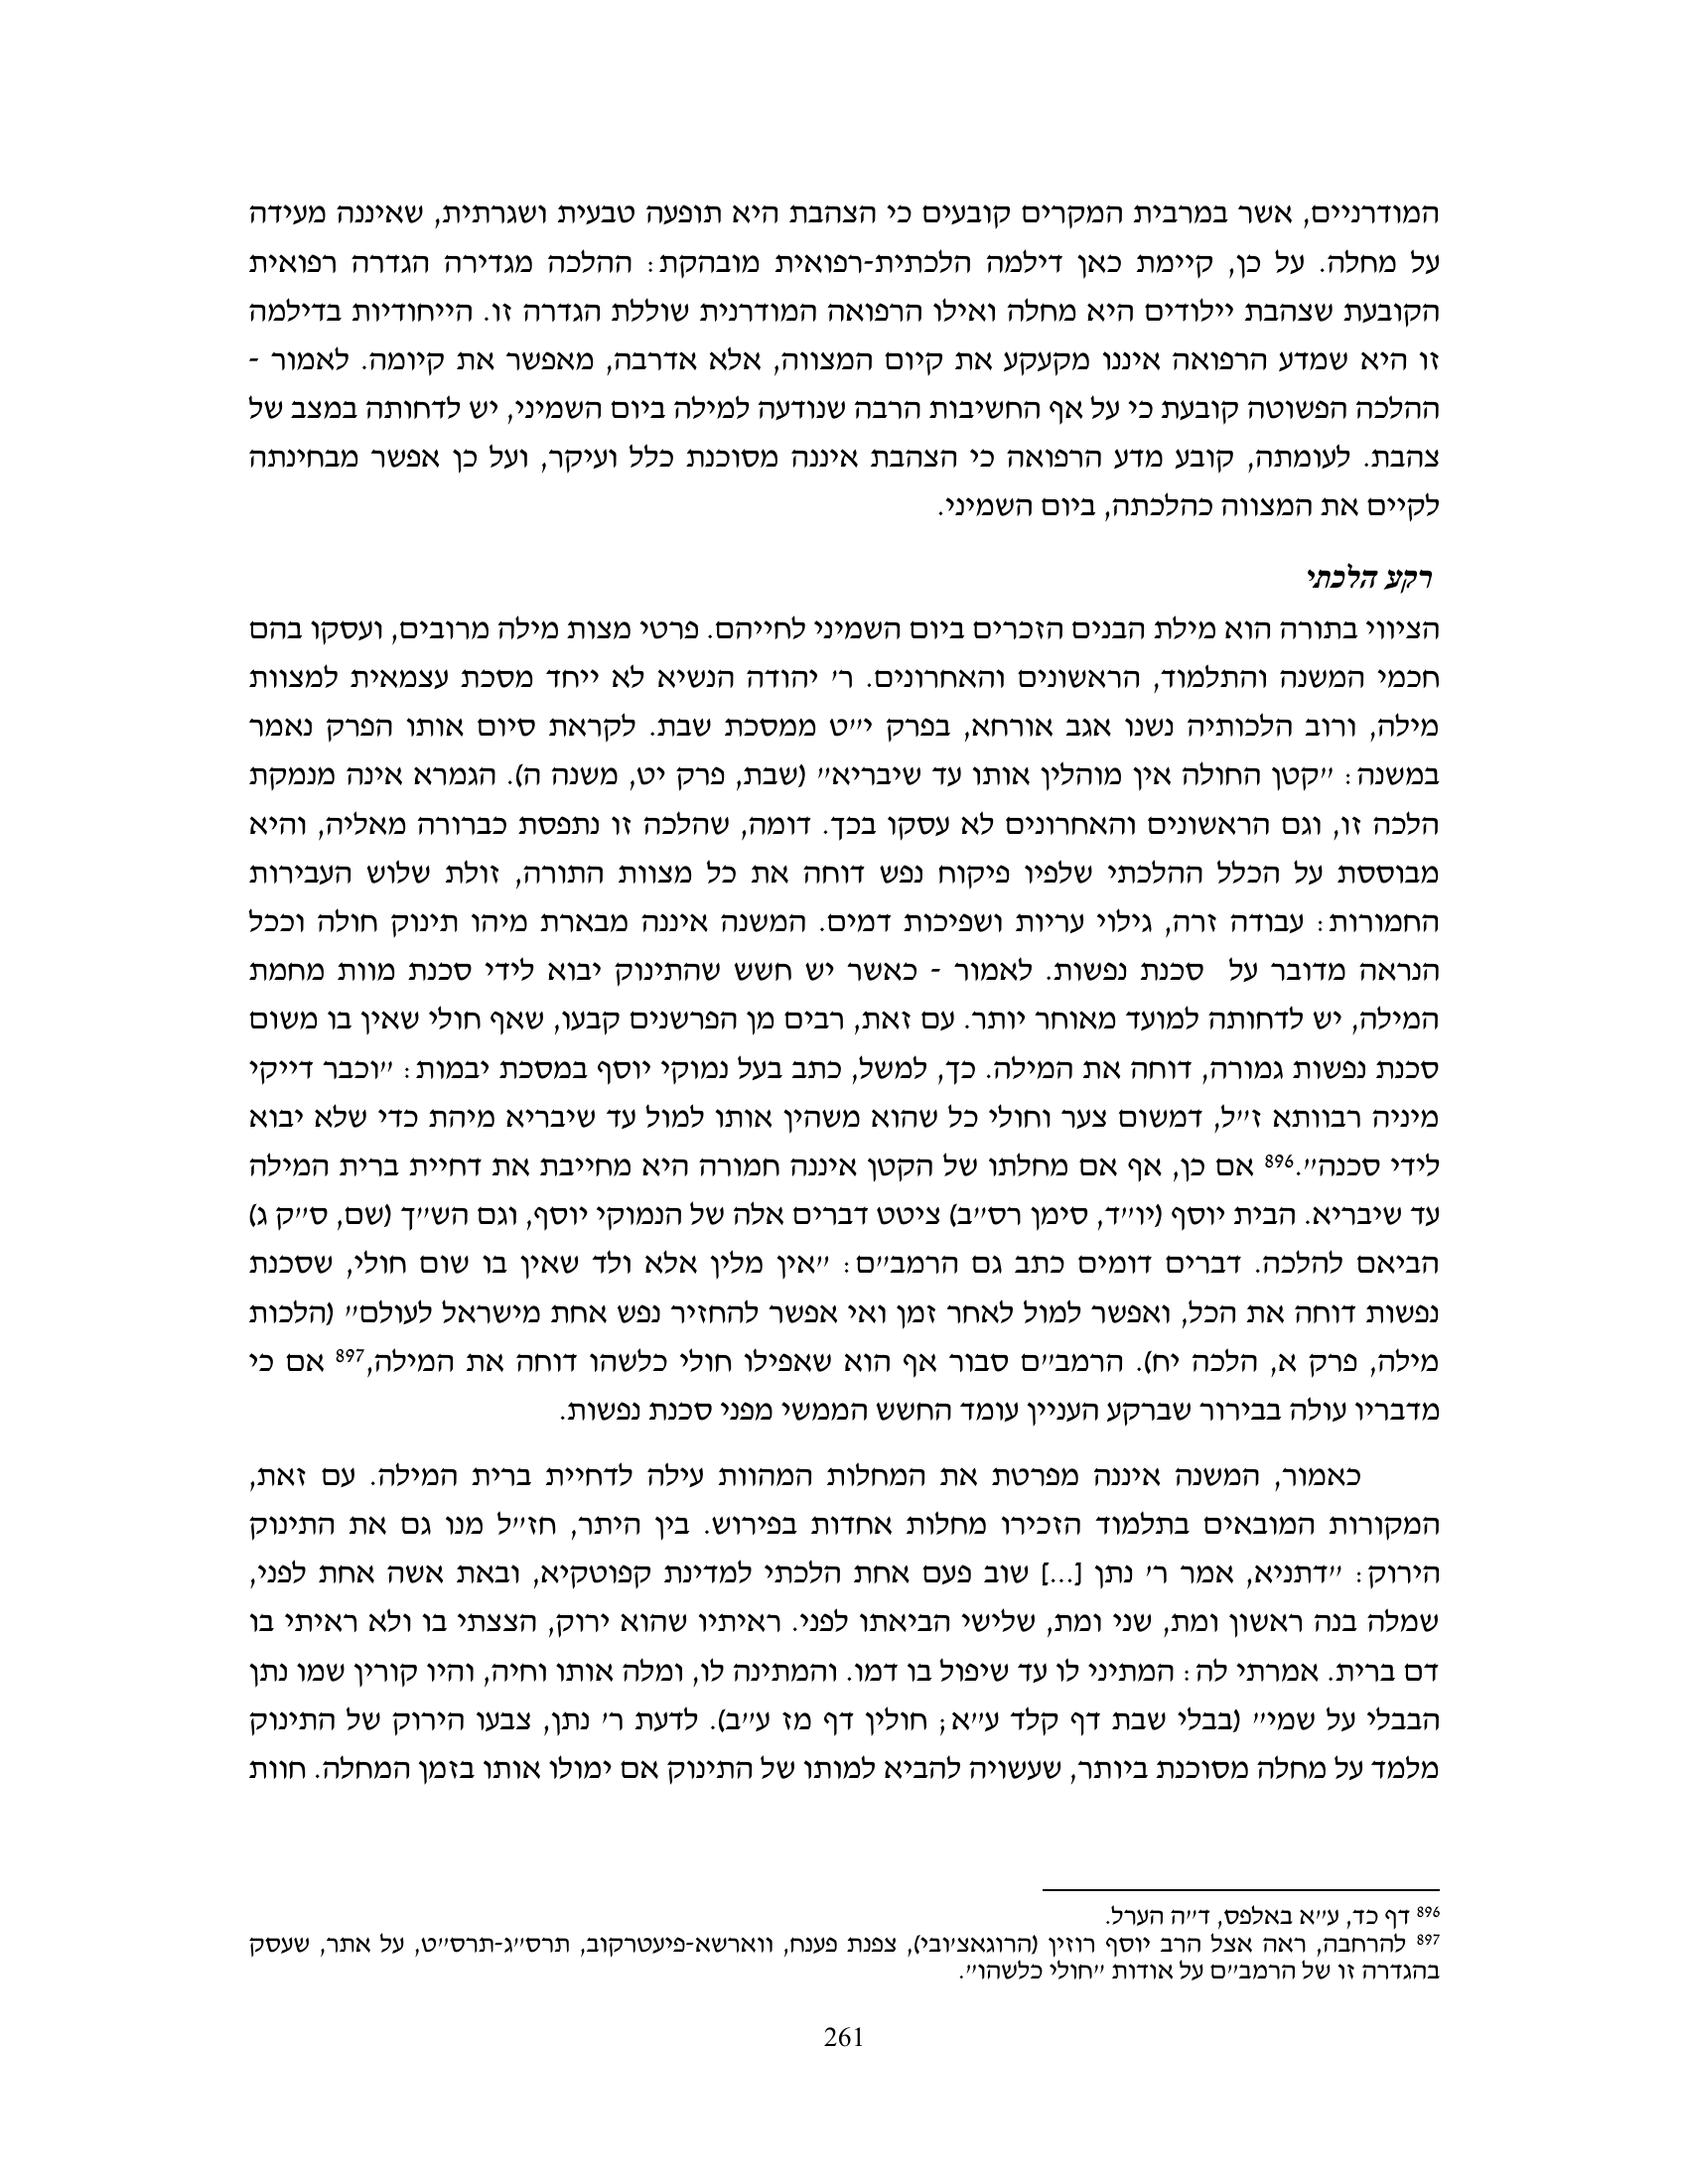 המודרניים, אשר במרבית המקרים קובעים כי הצהבת היא תופעה טבעית ושגרתית, שאיננה מעידה
על מחלה. על כן, קיימת כאן דילמה הלכתית-רפואית מובהקת: ההלכה מגדירה הגדרה רפואית
הקובעת שצהבת יילודים היא מחלה ואילו הרפואה המודרנית שוללת הגדרה זו. הייחודיות בדילמה
זו היא שמדע הרפואה איננו מקעקע את קיום המצווה, אלא אדרבה, מאפשר את קיומה. לאמור -
ההלכה הפשוטה קובעת כי על אף החשיבות הרבה שנודעה למילה ביום השמיני, יש לדחותה במצב של
צהבת. לעומתה, קובע מדע הרפואה כי הצהבת איננה מסוכנת כלל ועיקר, ועל כן אפשר מבחינתה
לקיים את המצווה כהלכתה, ביום השמיני.
רקע הלכתי
הציווי בתורה הוא מילת הבנים הזכרים ביום השמיני לחייהם. פרטי מצות מילה מרובים, ועסקו בהם
חכמי המשנה והתלמוד, הראשונים והאחרונים. ר' יהודה הנשיא לא ייחד מסכת עצמאית למצוות
מילה, ורוב הלכותיה נשנו אגב אורחא, בפרק י"ט ממסכת שבת. לקראת סיום אותו הפרק נאמר
במשנה: "קטן החולה אין מוהלין אותו עד שיבריא" (שבת, פרק יט, משנה ה). הגמרא אינה מנמקת
הלכה זו, וגם הראשונים והאחרונים לא עסקו בכך. דומה, שהלכה זו נתפסת כברורה מאליה, והיא
מבוססת על הכלל ההלכתי שלפיו פיקוח נפש דוחה את כל מצוות התורה, זולת שלוש העבירות
החמורות: עבודה זרה, גילוי עריות ושפיכות דמים. המשנה איננה מבארת מיהו תינוק חולה וככל
הנראה מדובר על  סכנת נפשות. לאמור - כאשר יש חשש שהתינוק יבוא לידי סכנת מוות מחמת
המילה, יש לדחותה למועד מאוחר יותר. עם זאת, רבים מן הפרשנים קבעו, שאף חולי שאין בו משום
סכנת נפשות גמורה, דוחה את המילה. כך, למשל, כתב בעל נמוקי יוסף במסכת יבמות: "וכבר דייקי
מיניה רבוותא ז"ל, דמשום צער וחולי כל שהוא משהין אותו למול עד שיבריא מיהת כדי שלא יבוא
לידי סכנה".896 אם כן, אף אם מחלתו של הקטן איננה חמורה היא מחייבת את דחיית ברית המילה
עד שיבריא. הבית יוסף (יו"ד, סימן רס"ב) ציטט דברים אלה של הנמוקי יוסף, וגם הש"ך (שם, ס"ק ג)
הביאם להלכה. דברים דומים כתב גם הרמב"ם: "אין מלין אלא ולד שאין בו שום חולי, שסכנת
נפשות דוחה את הכל, ואפשר למול לאחר זמן ואי אפשר להחזיר נפש אחת מישראל לעולם" (הלכות
מילה, פרק א, הלכה יח). הרמב"ם סבור אף הוא שאפילו חולי כלשהו דוחה את המילה,897 אם כי
מדבריו עולה בבירור שברקע העניין עומד החשש הממשי מפני סכנת נפשות.
כאמור, המשנה איננה מפרטת את המחלות המהוות עילה לדחיית ברית המילה. עם זאת,
המקורות המובאים בתלמוד הזכירו מחלות אחדות בפירוש. בין היתר, חז"ל מנו גם את התינוק
הירוק: "דתניא, אמר ר' נתן [...] שוב פעם אחת הלכתי למדינת קפוטקיא, ובאת אשה אחת לפני,
שמלה בנה ראשון ומת, שני ומת, שלישי הביאתו לפני. ראיתיו שהוא ירוק, הצצתי בו ולא ראיתי בו
דם ברית. אמרתי לה: המתיני לו עד שיפול בו דמו. והמתינה לו, ומלה אותו וחיה, והיו קורין שמו נתן
הבבלי על שמי" (בבלי שבת דף קלד ע"א; חולין דף מז ע"ב). לדעת ר' נתן, צבעו הירוק של התינוק
מלמד על מחלה מסוכנת ביותר, שעשויה להביא למותו של התינוק אם ימולו אותו בזמן המחלה. חוות
896 דף כד, ע"א באלפס, ד"ה הערל.
897 להרחבה, ראה אצל הרב יוסף רוזין (הרוגאצ'ובי), צפנת פענח, ווארשא-פיעטרקוב, תרס"ג-תרס"ט, על אתר, שעסק
בהגדרה זו של הרמב"ם על אודות "חולי כלשהו".
261